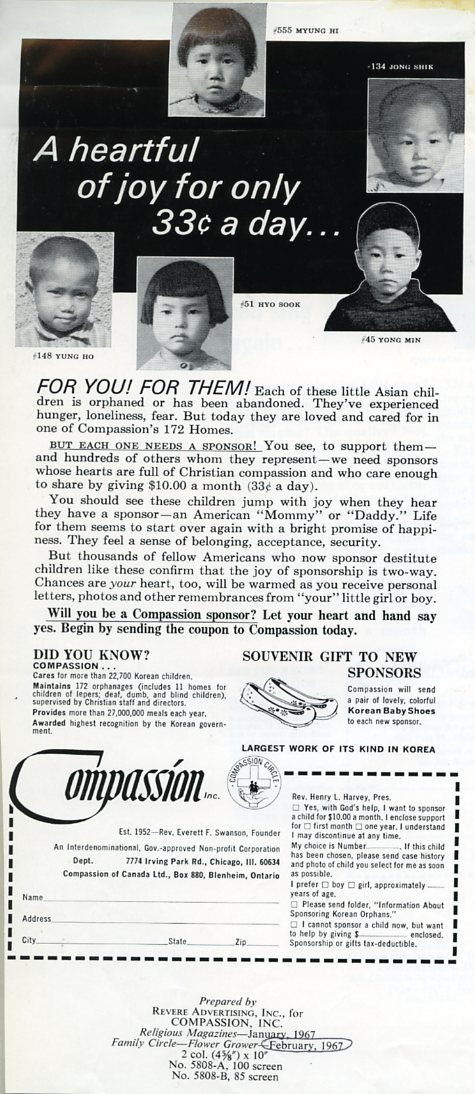 #555 MYUNG HI
#134 JONG SHIK
A heartful
of joy for only
33¢ a day...
#148 YUNG HO
#51 HYO SOOK
#45 YONG MIN
FOR YOU! FOR THEM! Each of these little Asian chil-
dren is orphaned or has been abandoned. They've experienced
hunger, loneliness, fear. But today they are loved and cared for in
one of Compassion's 172 Homes.
BUT EACH ONE NEEDS A SPONSOR! You see, to support them—
and hundreds of others whom they represent—we need sponsors
whose hearts are full of Christian compassion and who care enough
to share by giving $10.00 a month (33¢ a day).
You should see these children jump with joy when they hear
they have a sponsor—an American "Mommy" or "Daddy." Life
for them seems to start over again with a bright promise of happi-
ness. They feel a sense of belonging, acceptance, security.
But thousands of fellow Americans who now sponsor destitute
children like these confirm that the joy of sponsorship is two-way.
Chances are your heart, too, will be warmed as you receive personal
letters, photos and other remembrances from "your" little girl or boy.
Will you be a Compassion sponsor? Let your heart and hand say
yes. Begin by sending the coupon to Compassion today.
DID YOU KNOW?
COMPASSION . . .
Cares for more than 22,700 Korean children.
Maintains 172 orphanages (includes 11 homes for
children of lepers; deaf, dumb, and blind children),
supervised by Christian staff and directors.
Provides more than 27,000,000 meals each year.
Awarded highest recognition by the Korean govern-
ment.
SOUVENIR GIFT TO NEW
SPONSORS
Compassion will send
a pair of lovely, colorful
Korean Baby Shoes
to each new sponsor.
LARGEST WORK OF ITS KIND IN KOREA
Compassion Inc.
COMPASSION CIRCLE
Est. 1952—Rev. Everett F. Swanson, Founder
An Interdenominational, Gov.-approved Non-profit Corporation
Dept. 7774 Irving Park Rd., Chicago, Ill. 60634
Compassion of Canada Ltd., Box 880, Blenheim, Ontario
Name
Address
City State Zip
Rev. Henry L. Harvey, Pres.
□ Yes, with God's help, I want to sponsor
a child for $10.00 a month. I enclose support
for □ first month □ one year. I understand
I may discontinue at any time.
My choice is Number . If this child
has been chosen, please send case history
and photo of child you select for me as soon
as possible.
I prefer □ boy □ girl, approximately
years of age.
□ Please send folder, "Information About
Sponsoring Korean Orphans."
□ I cannot sponsor a child now, but want
to help by giving $ enclosed.
Sponsorship or gifts tax-deductible.
Prepared by
REVERE ADVERTISING, INC., for
COMPASSION, INC.
Religious Magazines—January, 1967
Family Circle—Flower Grower—February, 1967
2 col. (4⅝") x 10"
No. 5808-A, 100 screen
No. 5808-B, 85 screen